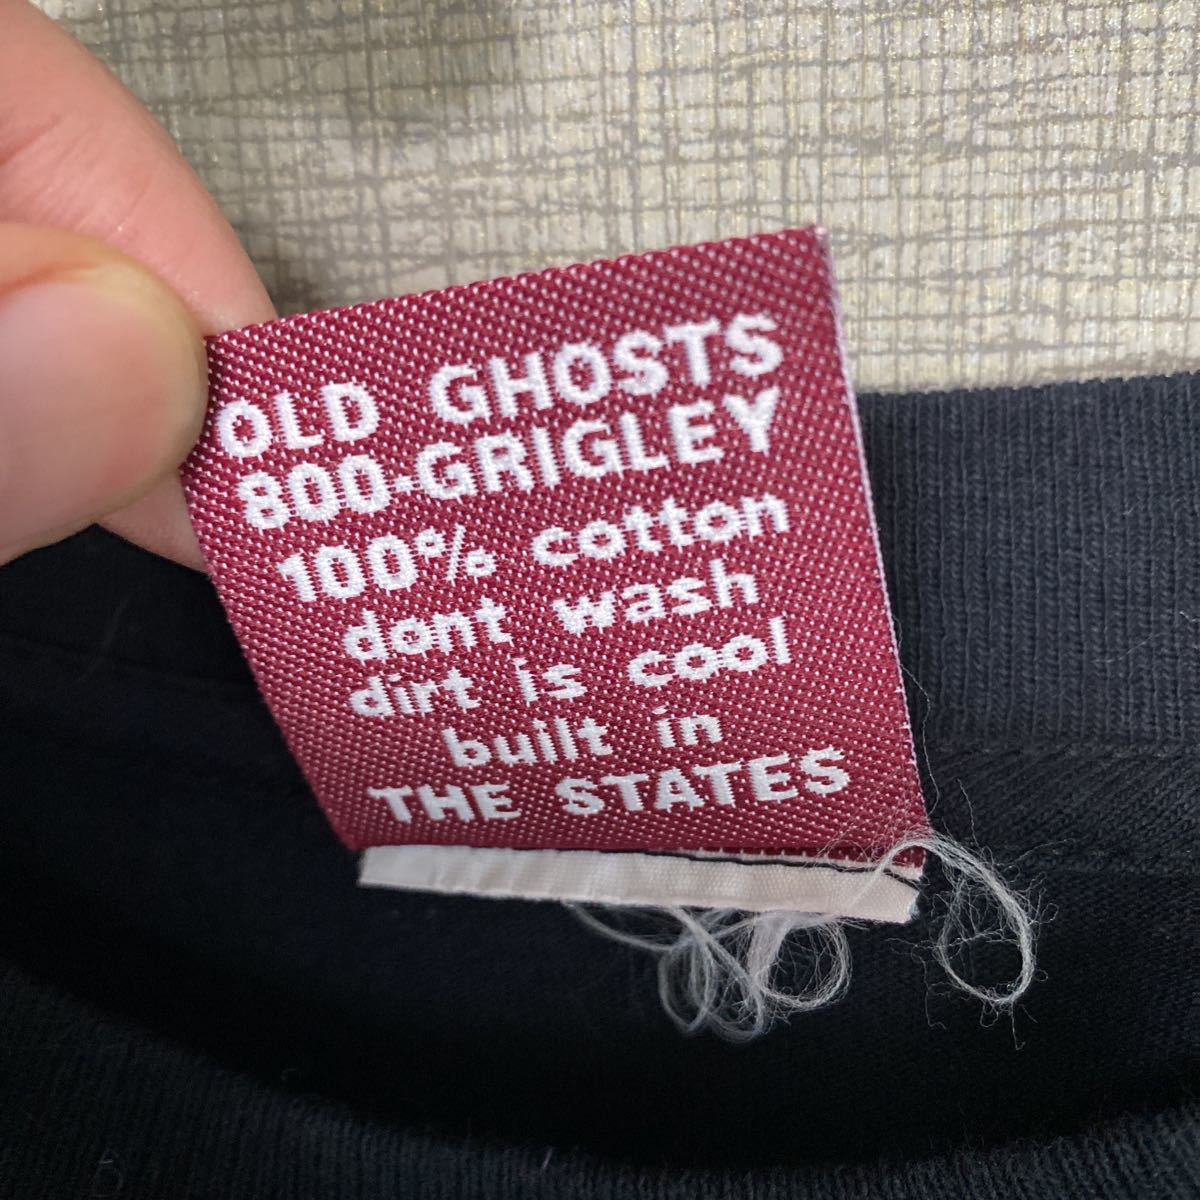 OLD GHOSTS
800-GRIGLEY
100% cotton
dont wash
dirt is cool
built in
THE STATES